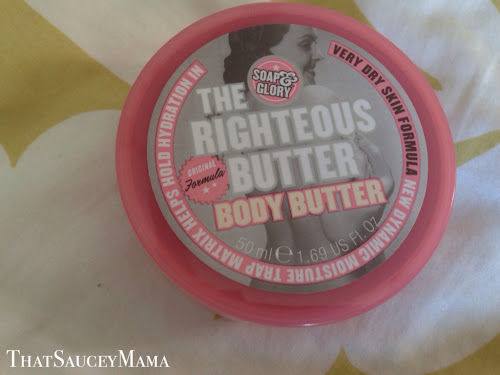 SOAP &
GLORY
THE
RIGHTEOUS
BUTTER
BODY BUTTER
ORIGINAL
Formula
50 ml e 1.69 US Fl. Oz.
VERY DRY SKIN FORMULA
NEW DYNAMIC MOISTURE TRAP MATRIX HELPS HOLD HYDRATION IN
THATSAUCEYMAMA